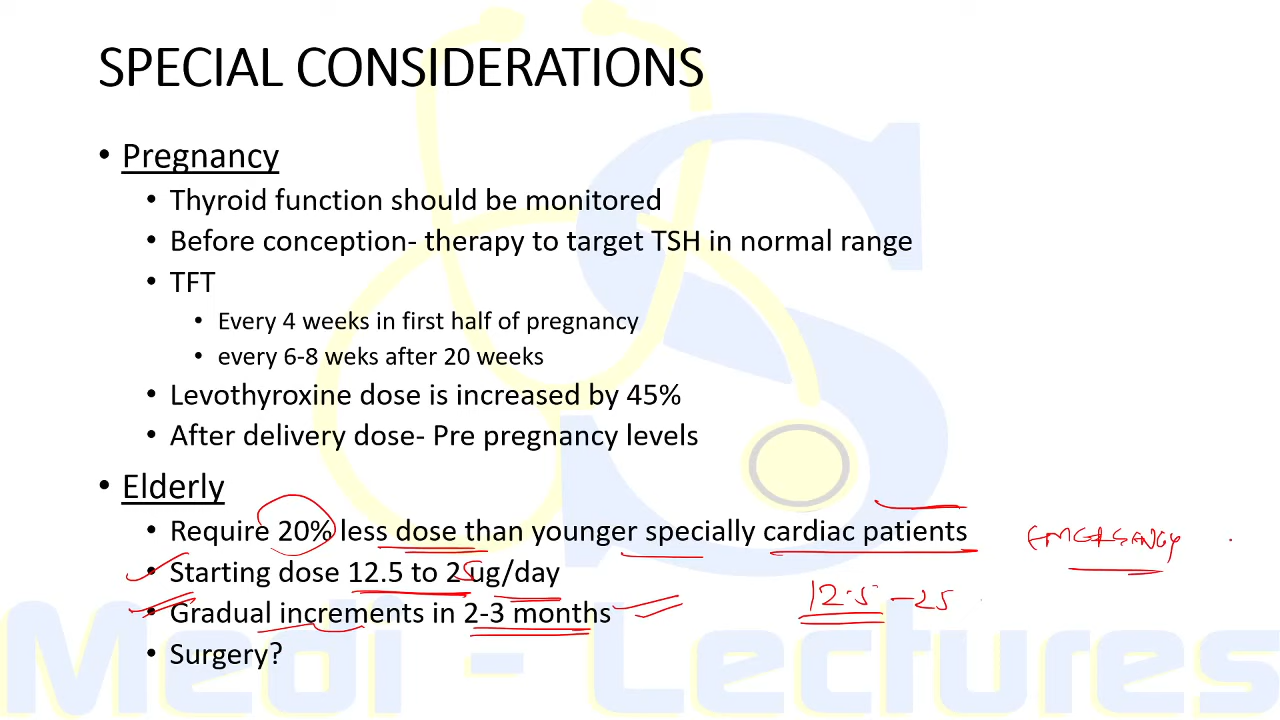 SPECIAL CONSIDERATIONS
• Pregnancy
• Thyroid function should be monitored
• Before conception- therapy to target TSH in normal range
• TFT
• Every 4 weeks in first half of pregnancy
• every 6-8 weks after 20 weeks
• Levothyroxine dose is increased by 45%
• After delivery dose- Pre pregnancy levels
• Elderly
• Require 20% less dose than younger specially cardiac patients
EMERGENCY
• Starting dose 12.5 to 25 ug/day
12.5 - 25
• Gradual increments in 2-3 months
• Surgery?
Medi - Lectures